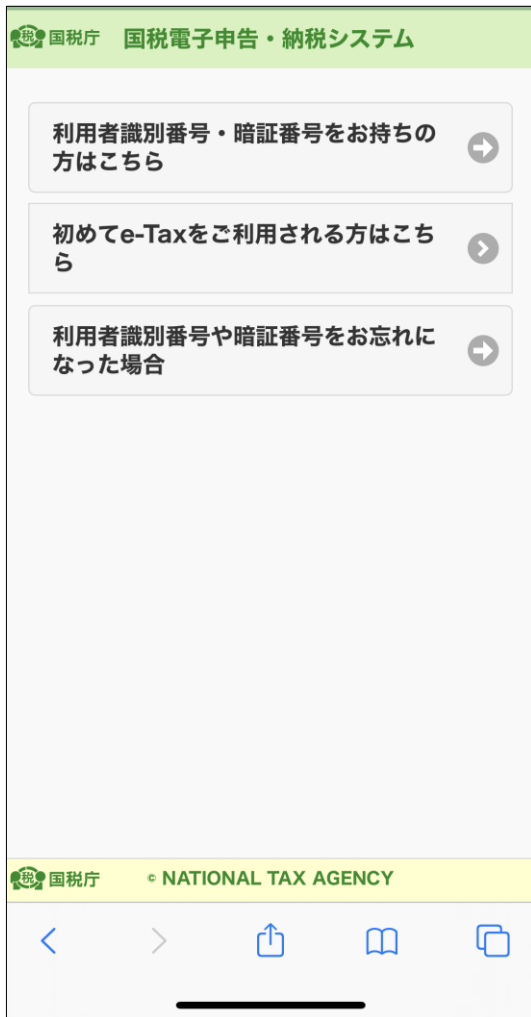 税 国税庁 国税電子申告・納税システム
利用者識別番号・暗証番号をお持ちの
方はこちら
初めてe-Taxをご利用される方はこち
ら
利用者識別番号や暗証番号をお忘れに
なった場合
税 国税庁 © NATIONAL TAX AGENCY